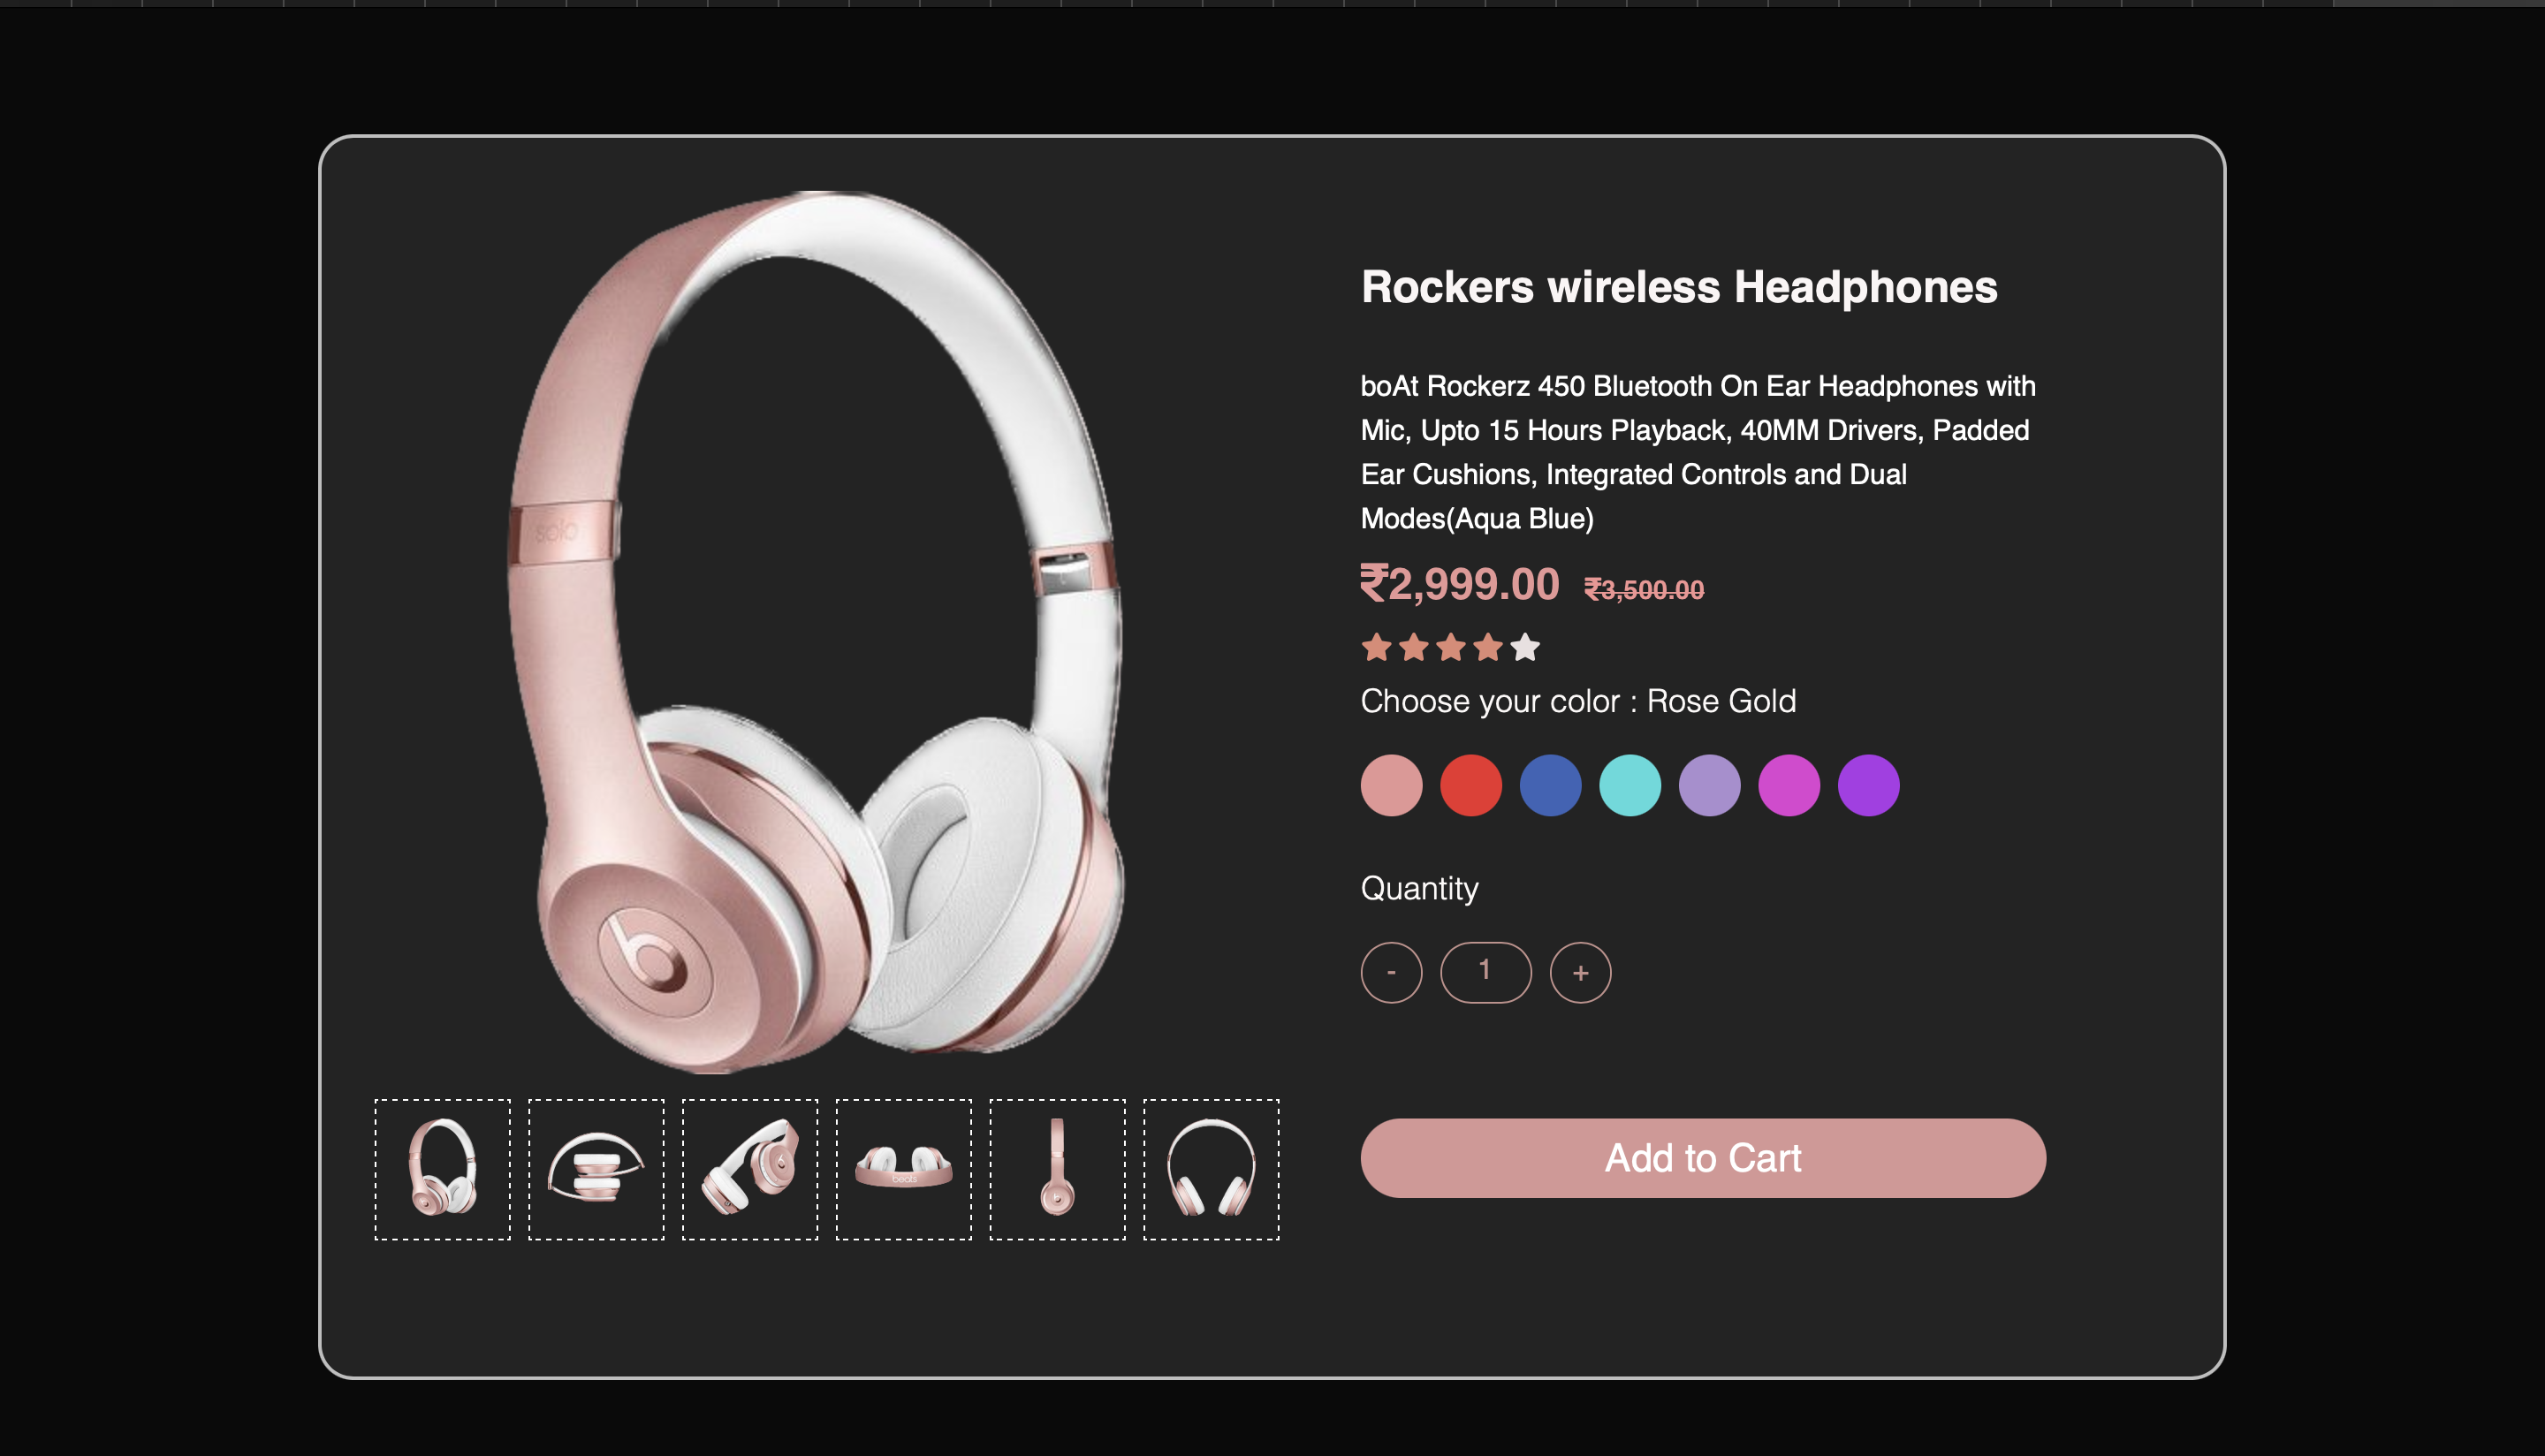 Rockers wireless Headphones
boAt Rockerz 450 Bluetooth On Ear Headphones with
Mic, Upto 15 Hours Playback, 40MM Drivers, Padded
Ear Cushions, Integrated Controls and Dual
Modes(Aqua Blue)
₹2,999.00 ₹3,500.00
Choose your color : Rose Gold
Quantity
- 1 +
Add to Cart
solo
beats